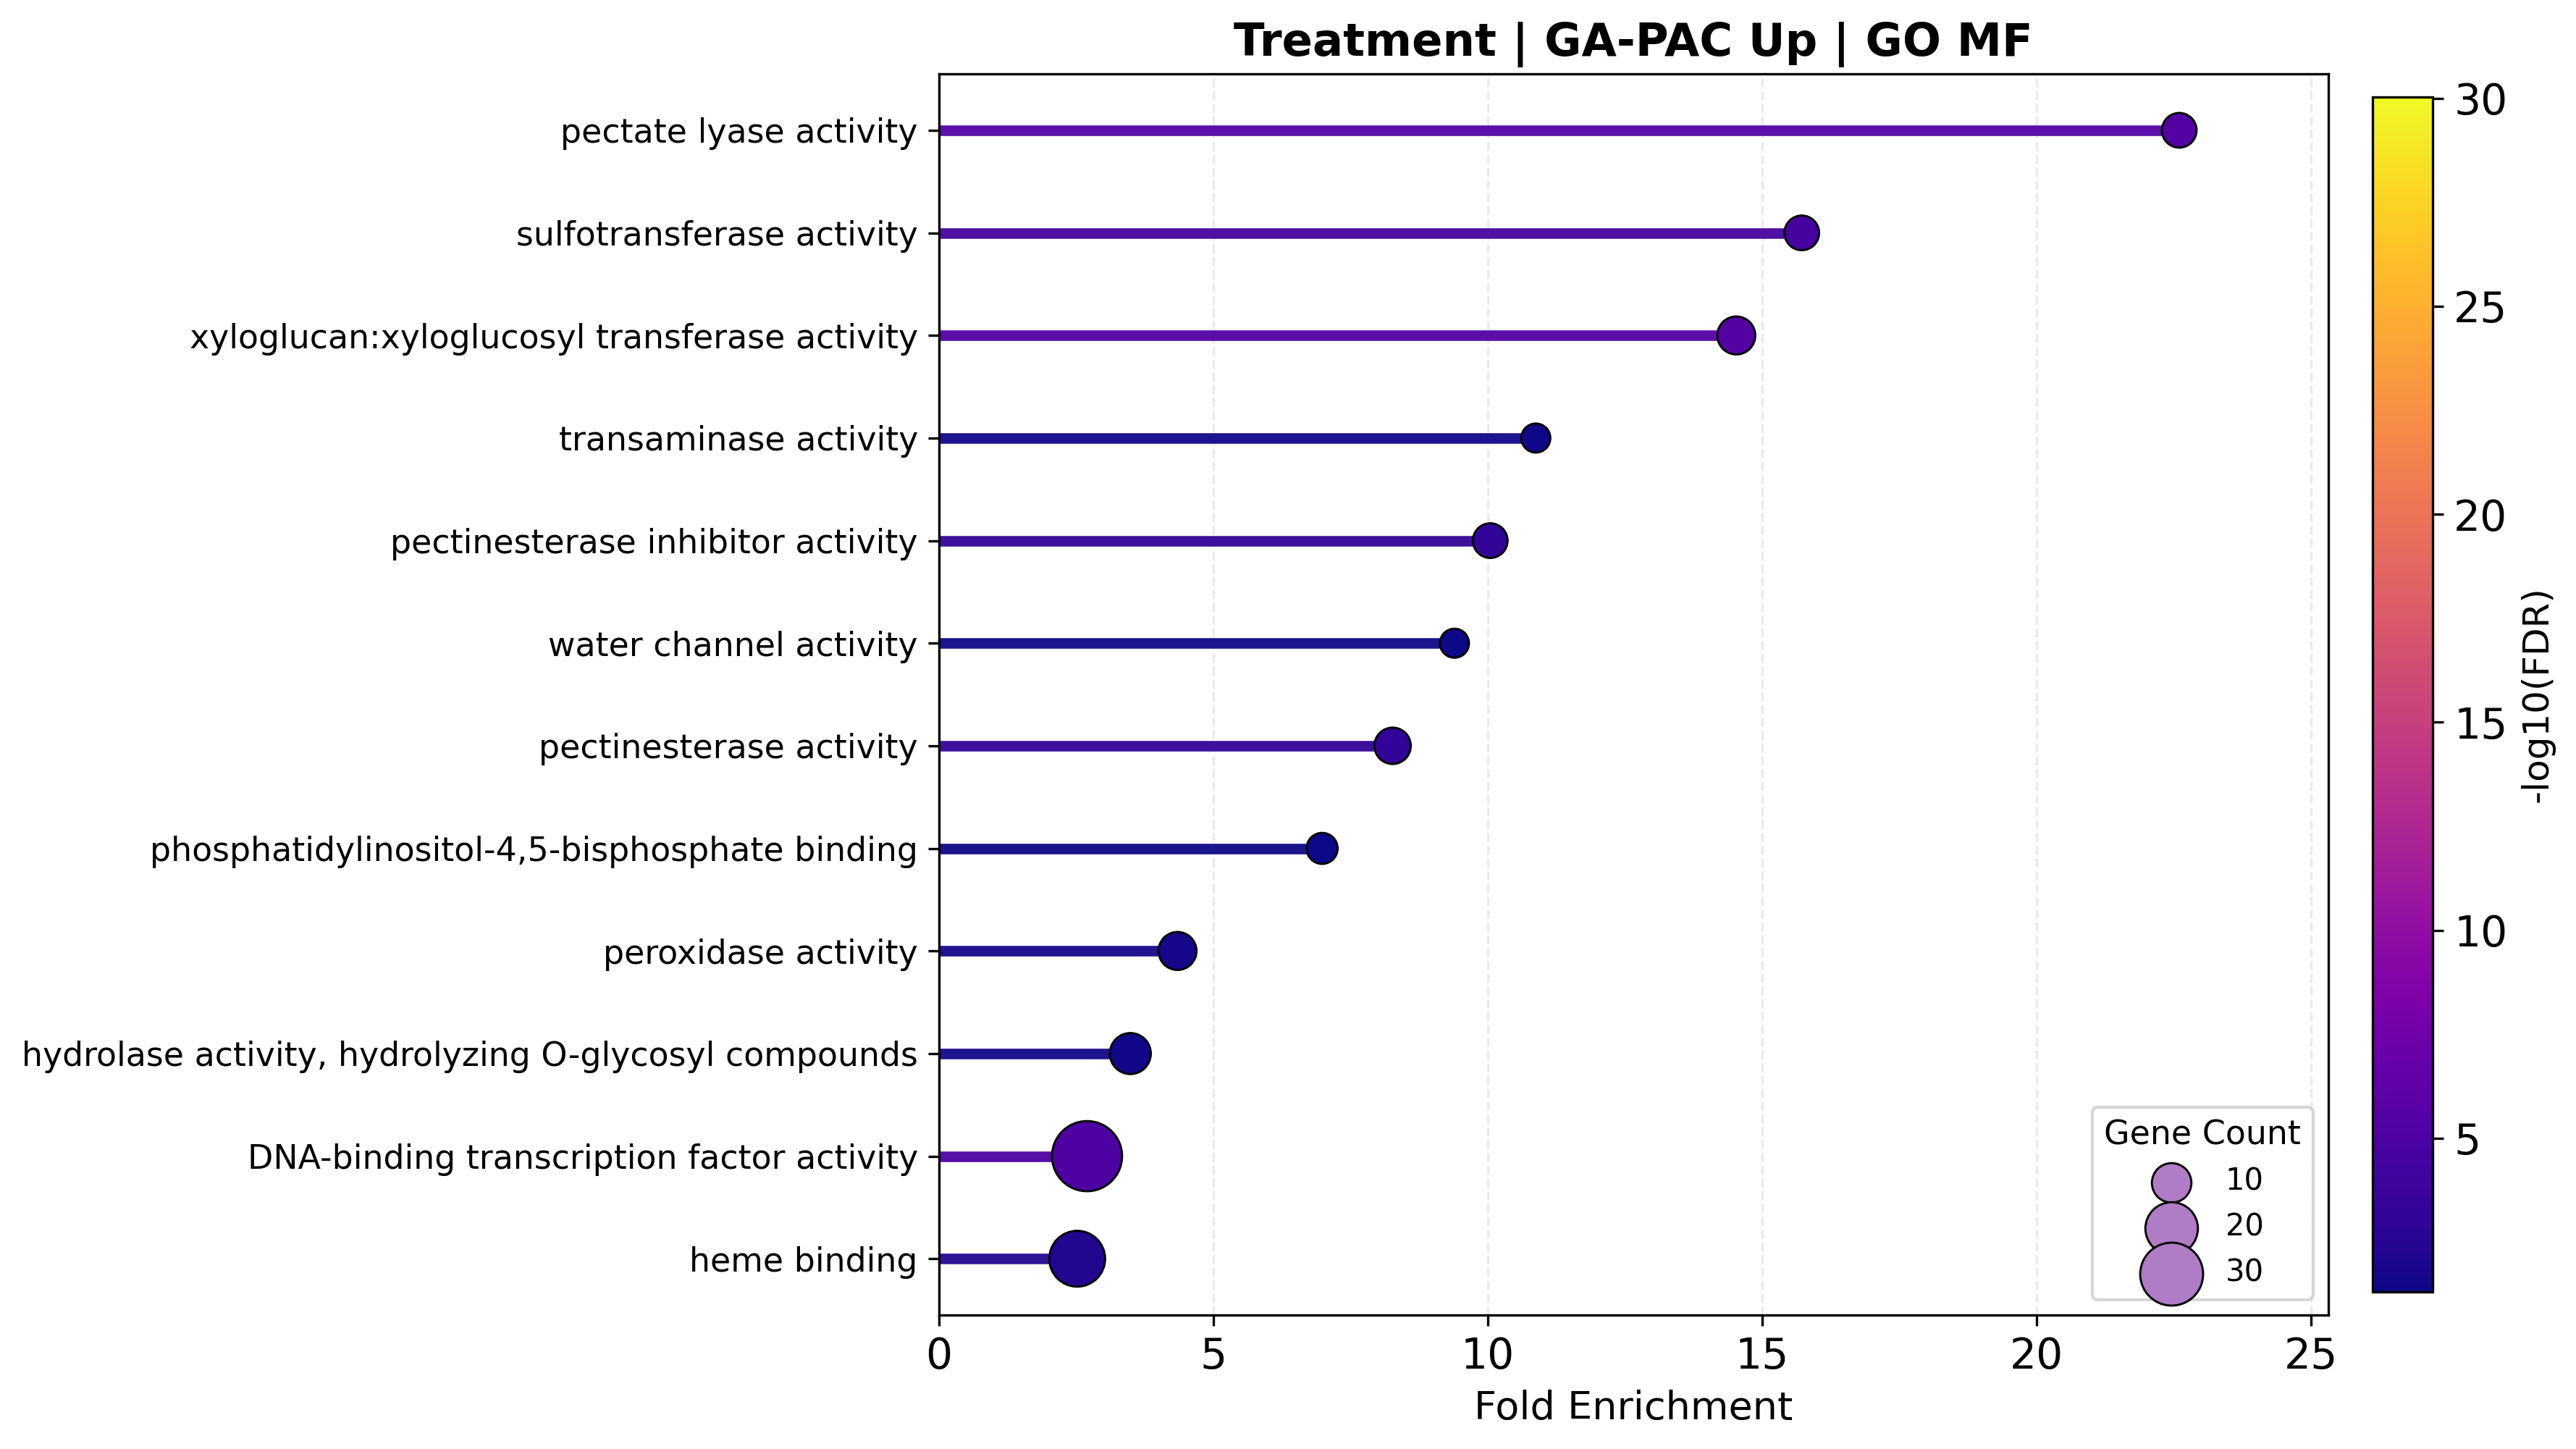 Treatment | GA-PAC Up | GO MF
pectate lyase activity
sulfotransferase activity
xyloglucan:xyloglucosyl transferase activity
transaminase activity
pectinesterase inhibitor activity
water channel activity
pectinesterase activity
phosphatidylinositol-4,5-bisphosphate binding
peroxidase activity
hydrolase activity, hydrolyzing O-glycosyl compounds
DNA-binding transcription factor activity
heme binding
0 5 10 15 20 25
Fold Enrichment
Gene Count
10
20
30
30
25
20
15
10
5
-log10(FDR)